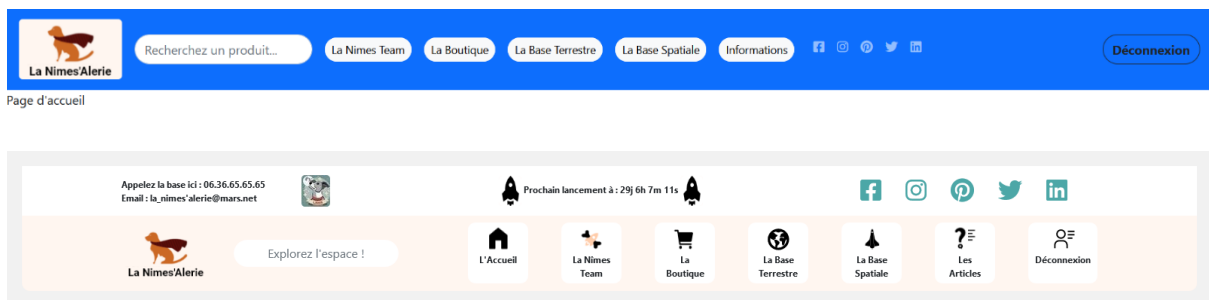 La Nimes'Alerie
Recherchez un produit...
La Nimes Team
La Boutique
La Base Terrestre
La Base Spatiale
Informations
Déconnexion
Page d'accueil
Appelez la base ici : 06.36.65.65.65
Email : la_nimes'alerie@mars.net
Prochain lancement à : 29j 6h 7m 11s
La Nimes'Alerie
Explorez l'espace !
L'Accueil
La Nimes
Team
La
Boutique
La Base
Terrestre
La Base
Spatiale
Les
Articles
Déconnexion